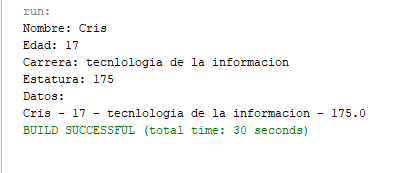 run:
Nombre: Cris
Edad: 17
Carrera: tecnlologia de la informacion
Estatura: 175
Datos:
Cris - 17 - tecnlologia de la informacion - 175.0
BUILD SUCCESSFUL (total time: 30 seconds)